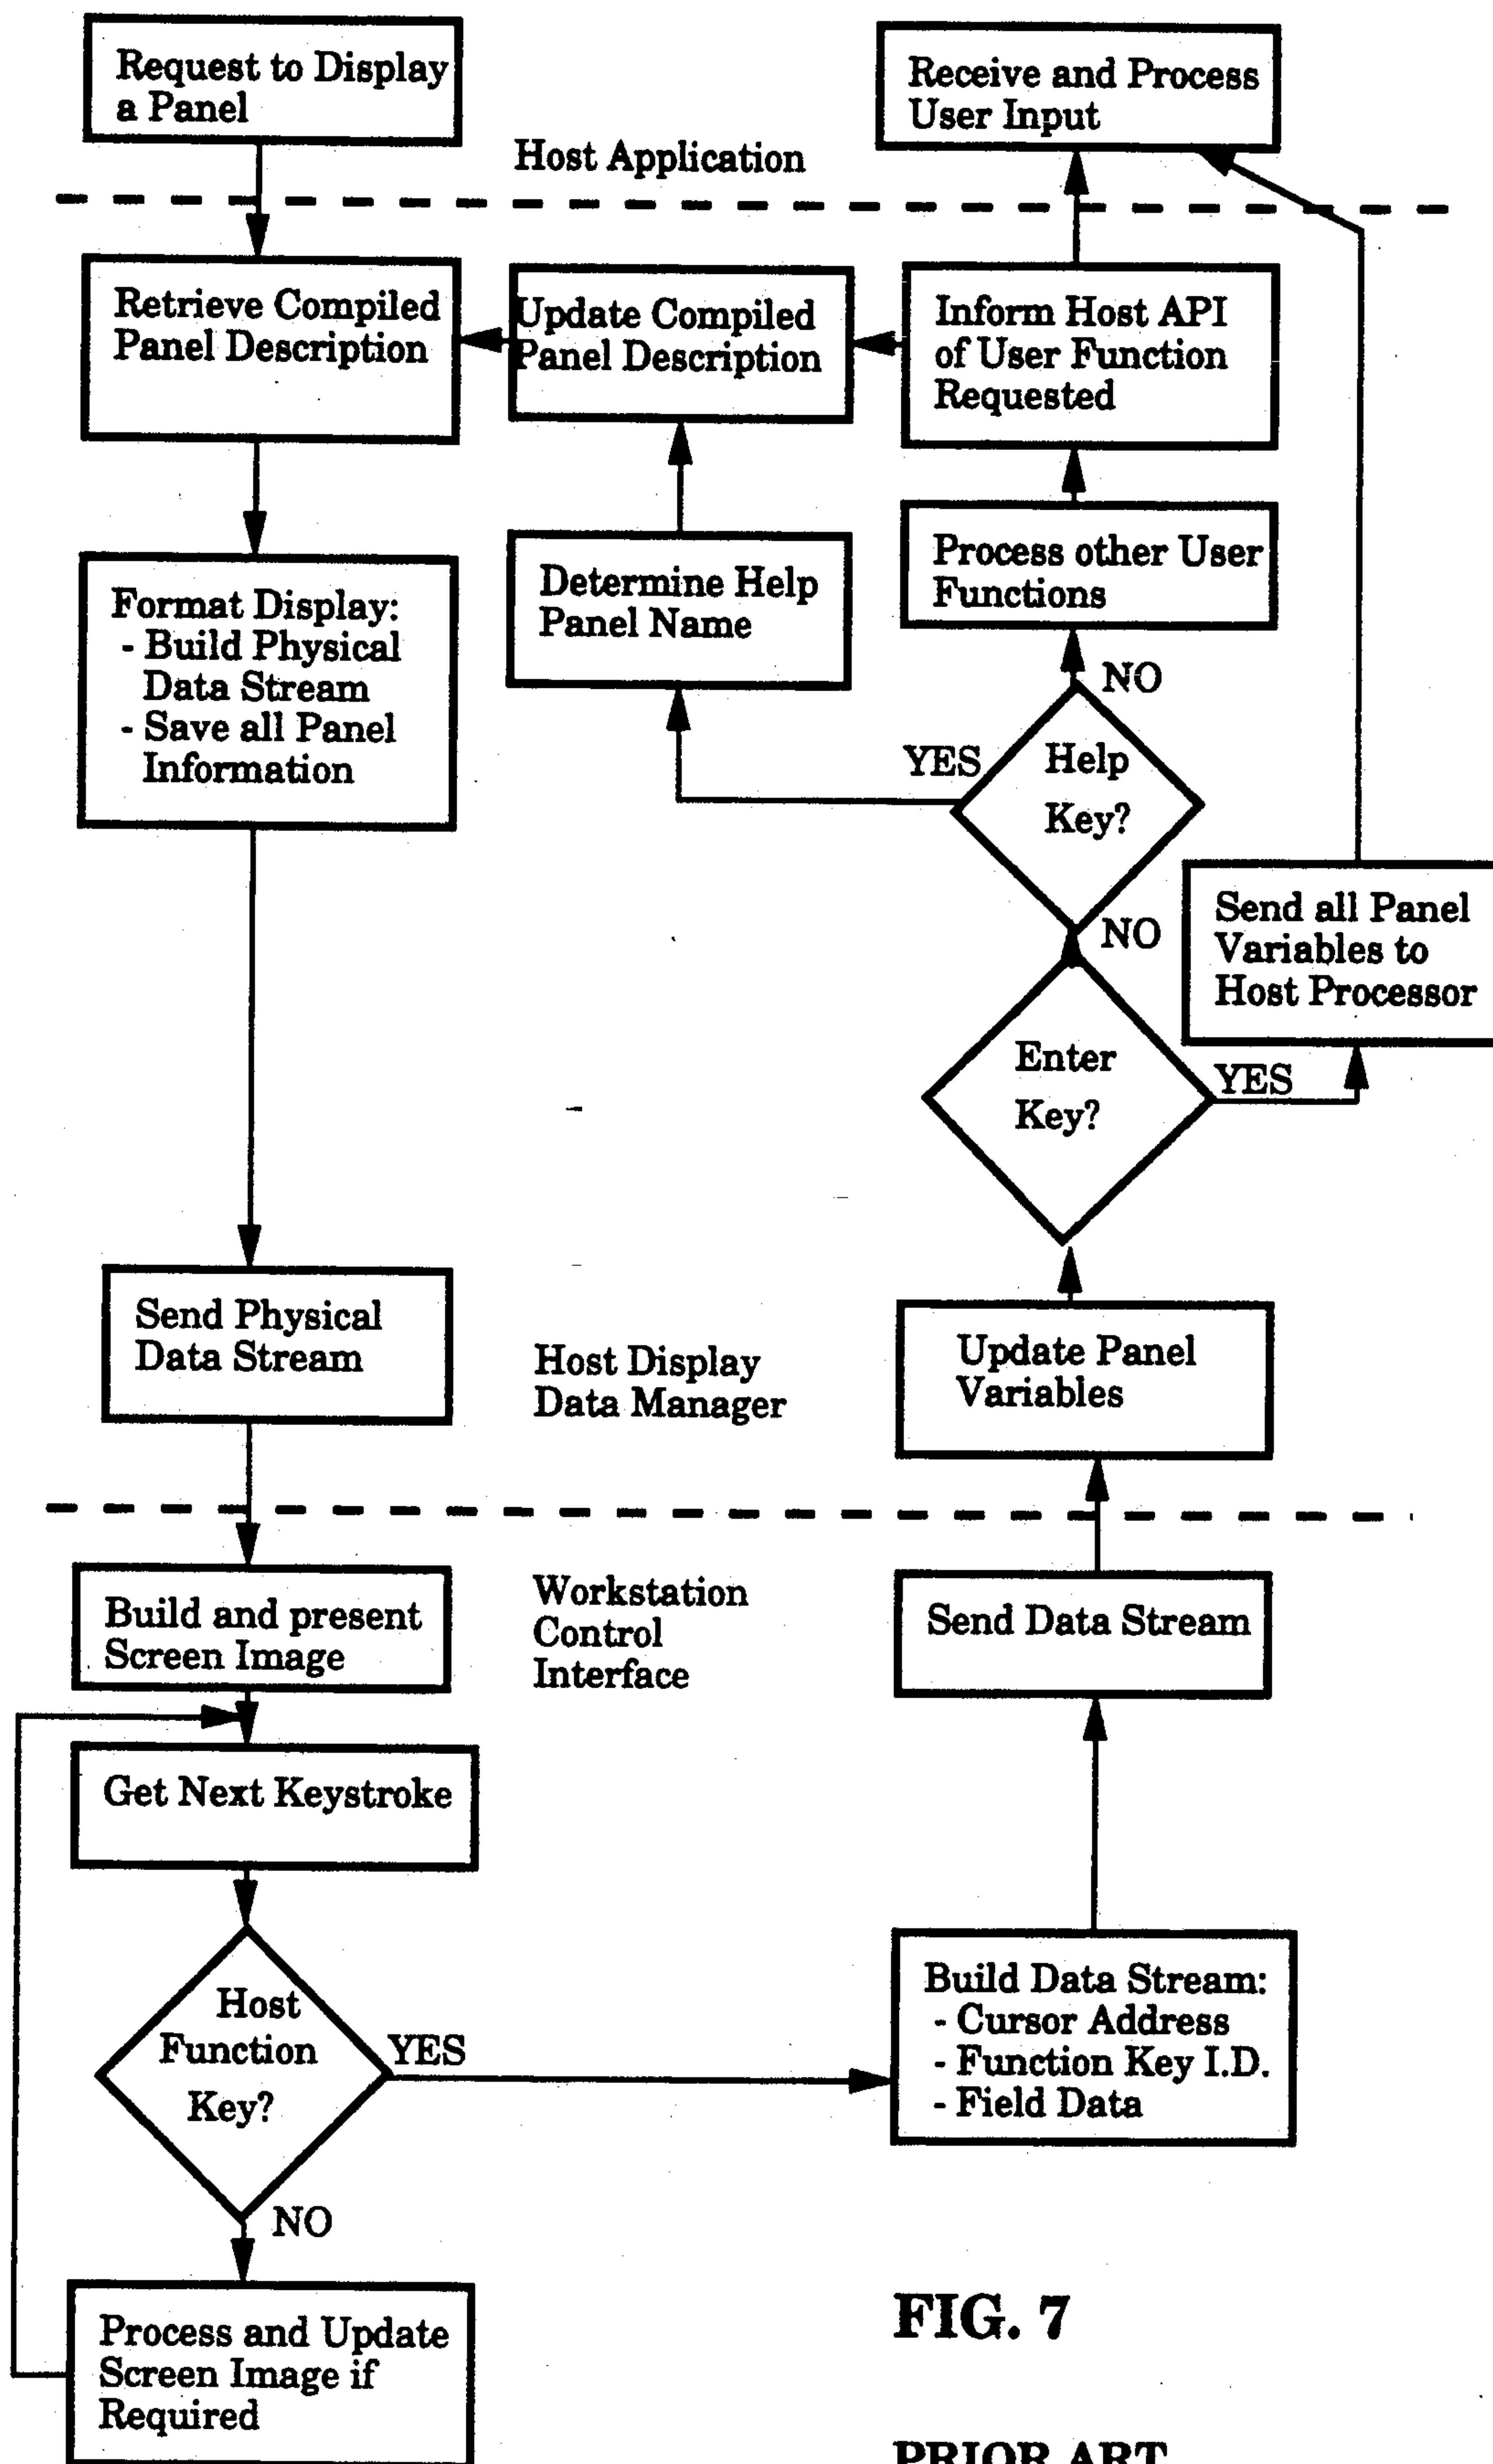 Request to Display
a Panel
Receive and Process
User Input
Host Application
Retrieve Compiled
Panel Description
Update Compiled
Panel Description
Inform Host API
of User Function
Requested
Process other User
Functions
Determine Help
Panel Name
Format Display:
- Build Physical
Data Stream
- Save all Panel
Information
NO
YES
Help
Key?
Send all Panel
Variables to
Host Processor
NO
Enter
Key?
YES
Send Physical
Data Stream
Host Display
Data Manager
Update Panel
Variables
Build and present
Screen Image
Workstation
Control
Interface
Send Data Stream
Get Next Keystroke
Host
Function
Key?
YES
Build Data Stream:
- Cursor Address
- Function Key I.D.
- Field Data
NO
Process and Update
Screen Image if
Required
FIG. 7
PRIOR ART